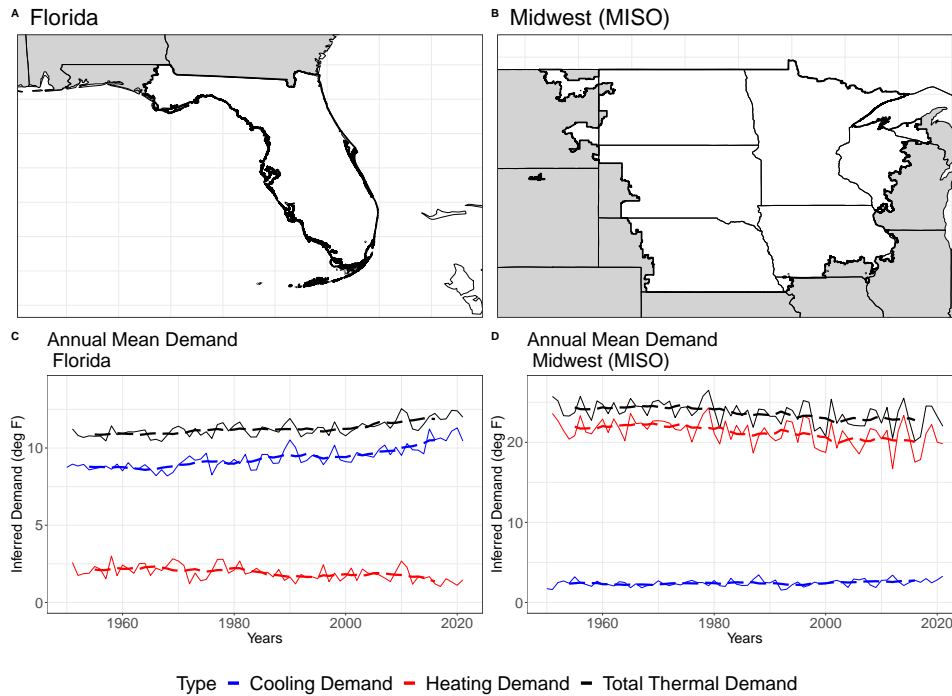 A Florida
B Midwest (MISO)
C Annual Mean Demand
Florida
Inferred Demand (deg F)
10
5
0
1960
1980
2000
2020
Years
D Annual Mean Demand
Midwest (MISO)
Inferred Demand (deg F)
20
10
0
1960
1980
2000
2020
Years
Type Cooling Demand Heating Demand Total Thermal Demand